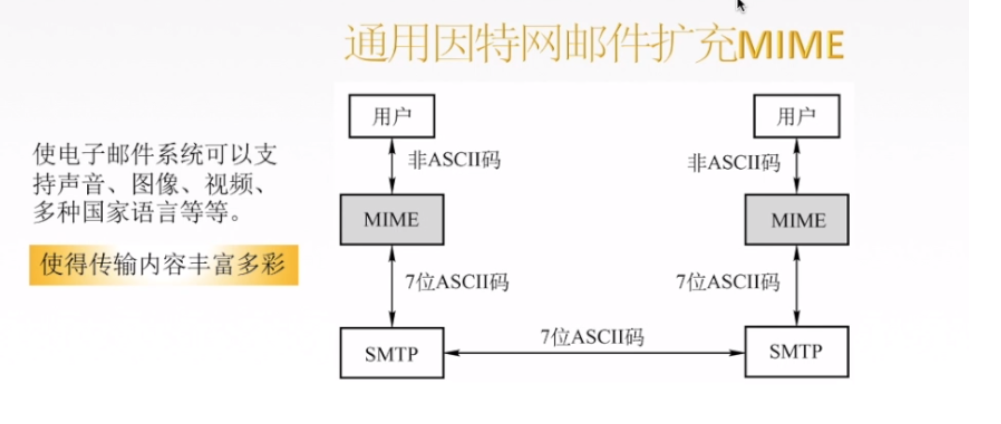 通用因特网邮件扩充MIME
使电子邮件系统可以支
持声音、图像、视频、
多种国家语言等等。
使得传输内容丰富多彩
用户
用户
非ASCII码
非ASCII码
MIME
MIME
7位ASCII码
7位ASCII码
7位ASCII码
SMTP
SMTP